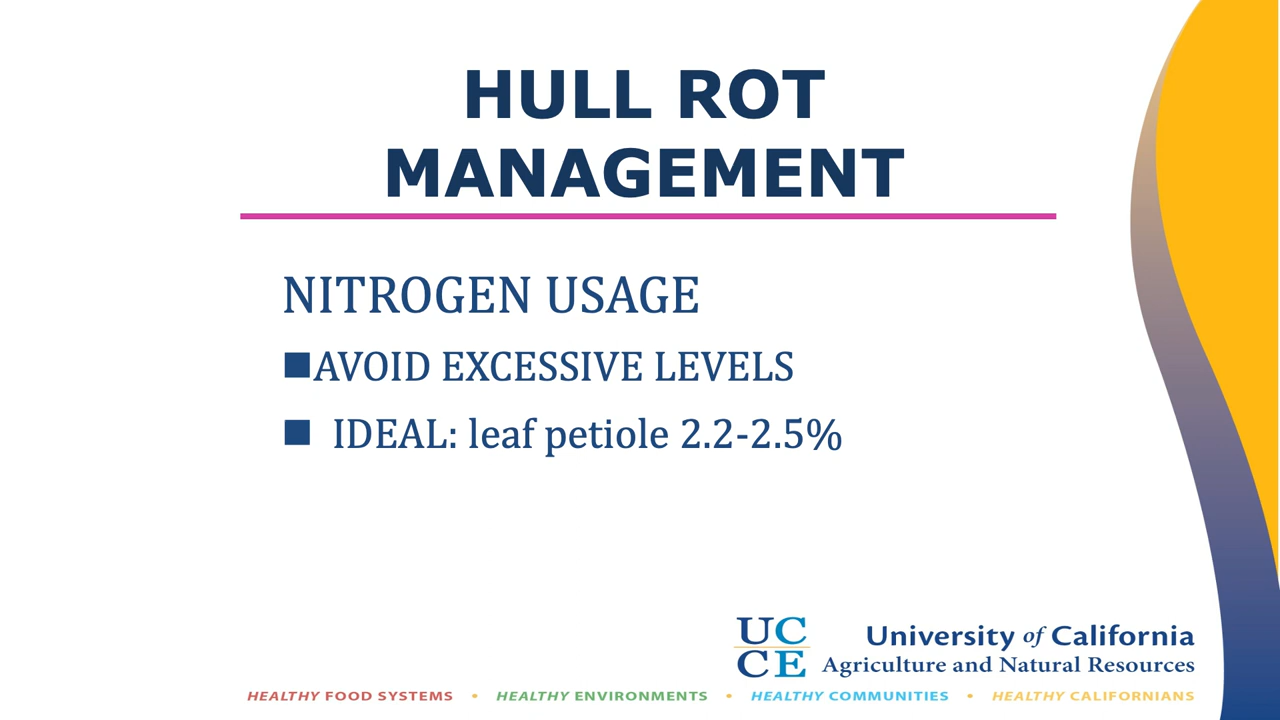 HULL ROT
MANAGEMENT
NITROGEN USAGE
■AVOID EXCESSIVE LEVELS
■ IDEAL: leaf petiole 2.2-2.5%
UC
CE
University of California
Agriculture and Natural Resources
HEALTHY FOOD SYSTEMS • HEALTHY ENVIRONMENTS • HEALTHY COMMUNITIES • HEALTHY CALIFORNIANS